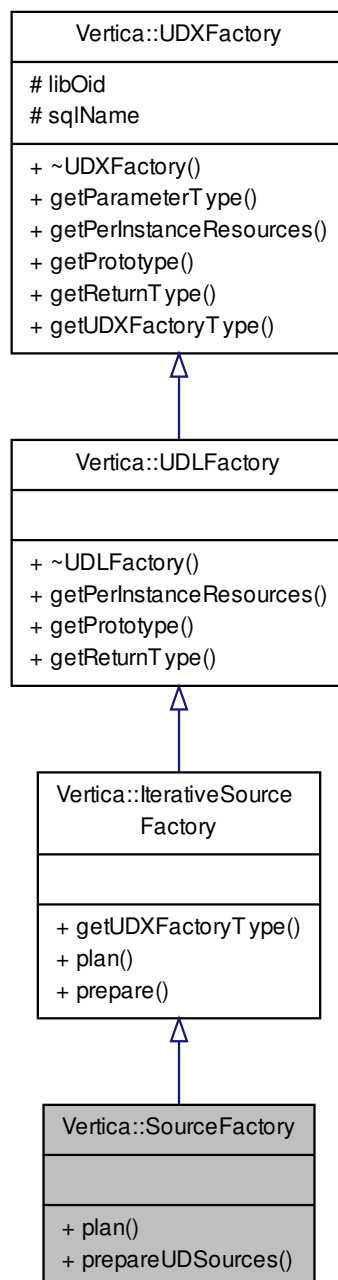 Vertica::UDXFactory
# libOid
# sqlName
+ ~UDXFactory()
+ getParameterType()
+ getPerInstanceResources()
+ getPrototype()
+ getReturnType()
+ getUDXFactoryType()
Vertica::UDLFactory
+ ~UDLFactory()
+ getPerInstanceResources()
+ getPrototype()
+ getReturnType()
Vertica::IterativeSource
Factory
+ getUDXFactoryType()
+ plan()
+ prepare()
Vertica::SourceFactory
+ plan()
+ prepareUDSources()